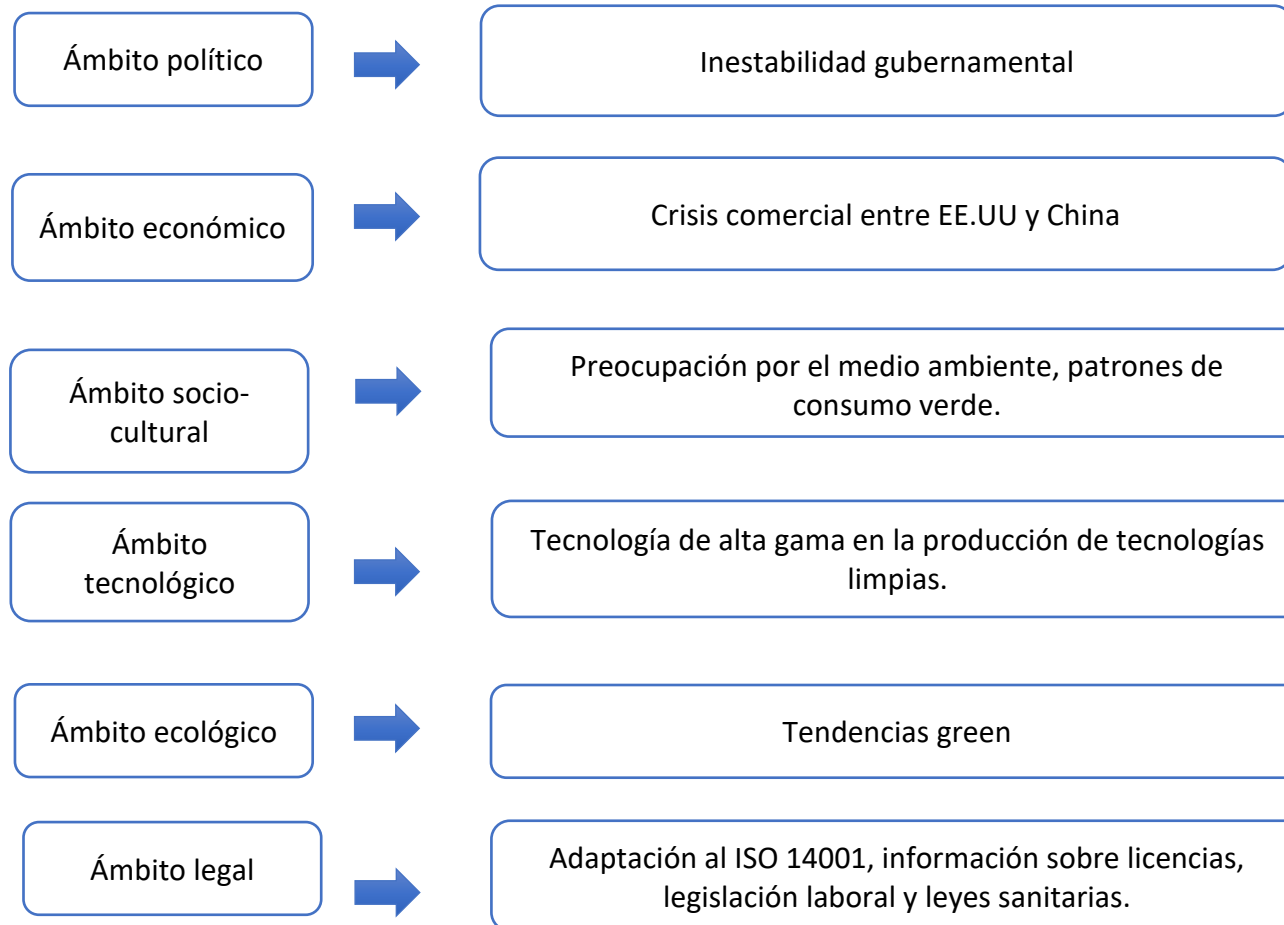 Ámbito político
Inestabilidad gubernamental
Ámbito económico
Crisis comercial entre EE.UU y China
Ámbito socio-
cultural
Preocupación por el medio ambiente, patrones de
consumo verde.
Ámbito
tecnológico
Tecnología de alta gama en la producción de tecnologías
limpias.
Ámbito ecológico
Tendencias green
Ámbito legal
Adaptación al ISO 14001, información sobre licencias,
legislación laboral y leyes sanitarias.